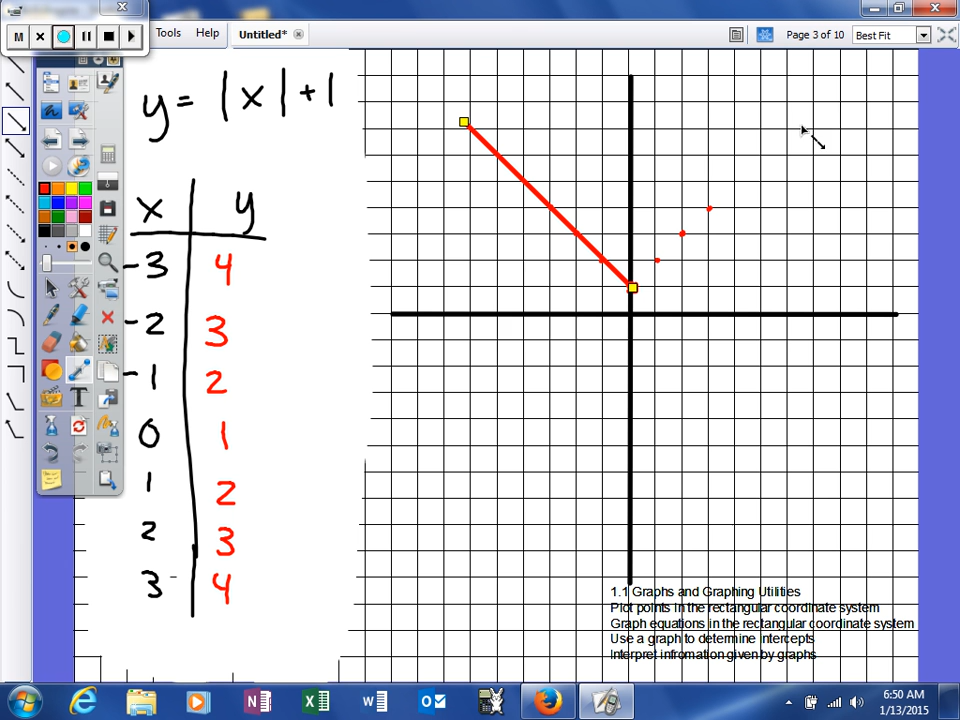 M
Tools Help Untitled* Page 3 of 10 Best Fit
y = |x| + 1
x y
-3 4
-2 3
-1 2
0 1
1 2
2 3
3 4
1.1 Graphs and Graphing Utilities
Plot points in the rectangular coordinate system
Graph equations in the rectangular coordinate system
Use a graph to determine intercepts
Interpret infromation given by graphs
6:50 AM
1/13/2015